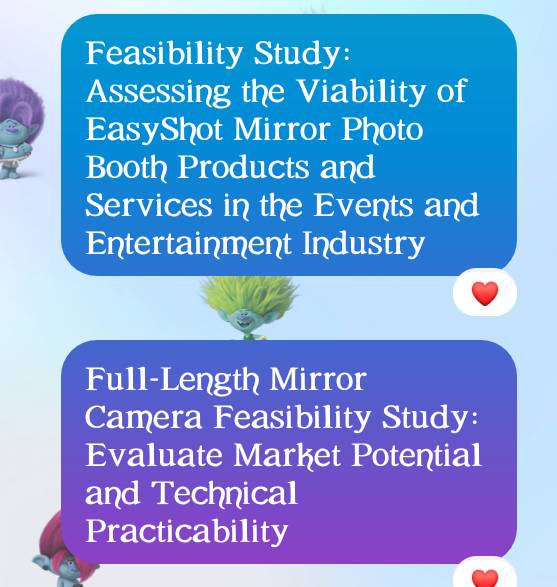 Feasibility Study:
Assessing the Viability of
EasyShot Mirror Photo
Booth Products and
Services in the Events and
Entertainment Industry
Full-Length Mirror
Camera Feasibility Study:
Evaluate Market Potential
and Technical
Practicability